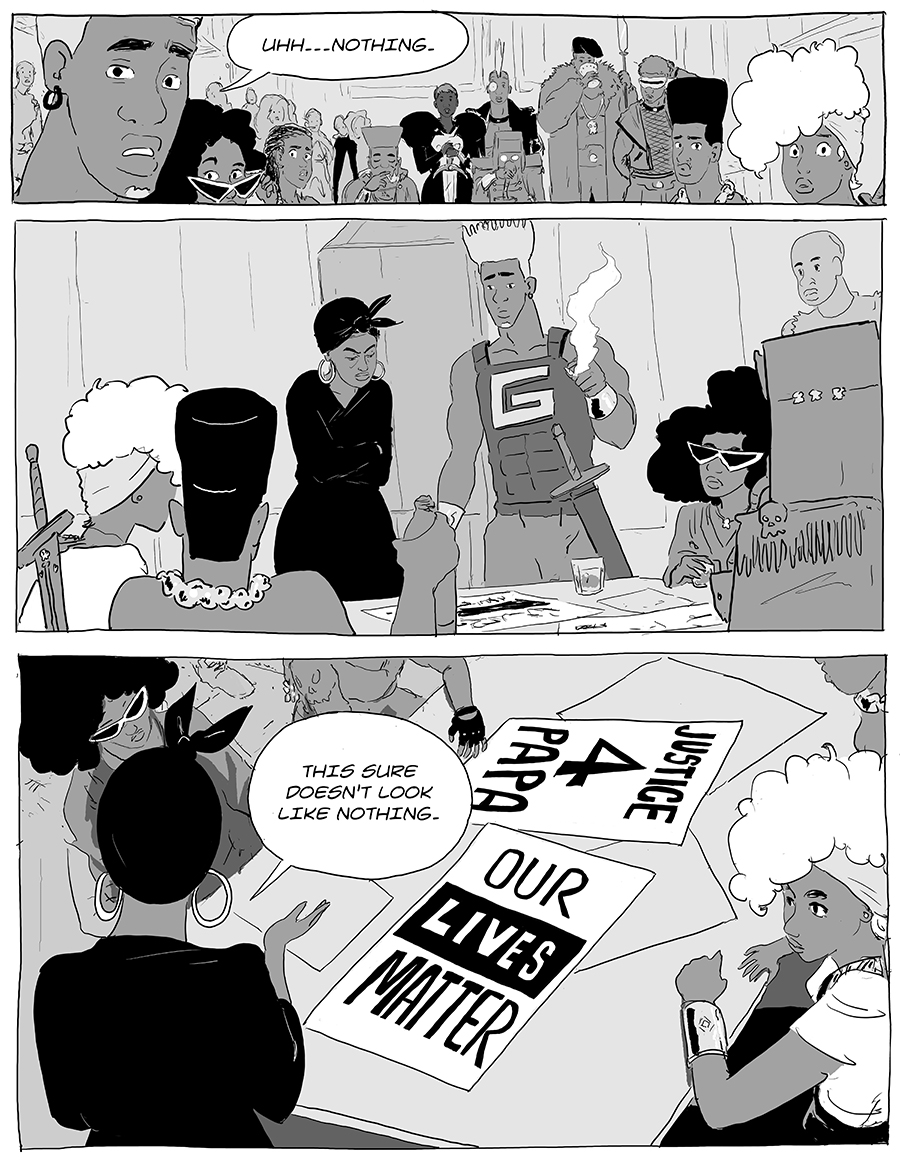 UHH---NOTHING.
G
THIS SURE
DOESN'T LOOK
LIKE NOTHING.
JUSTICE
4
PAPA
OUR
LIVES
MATTER